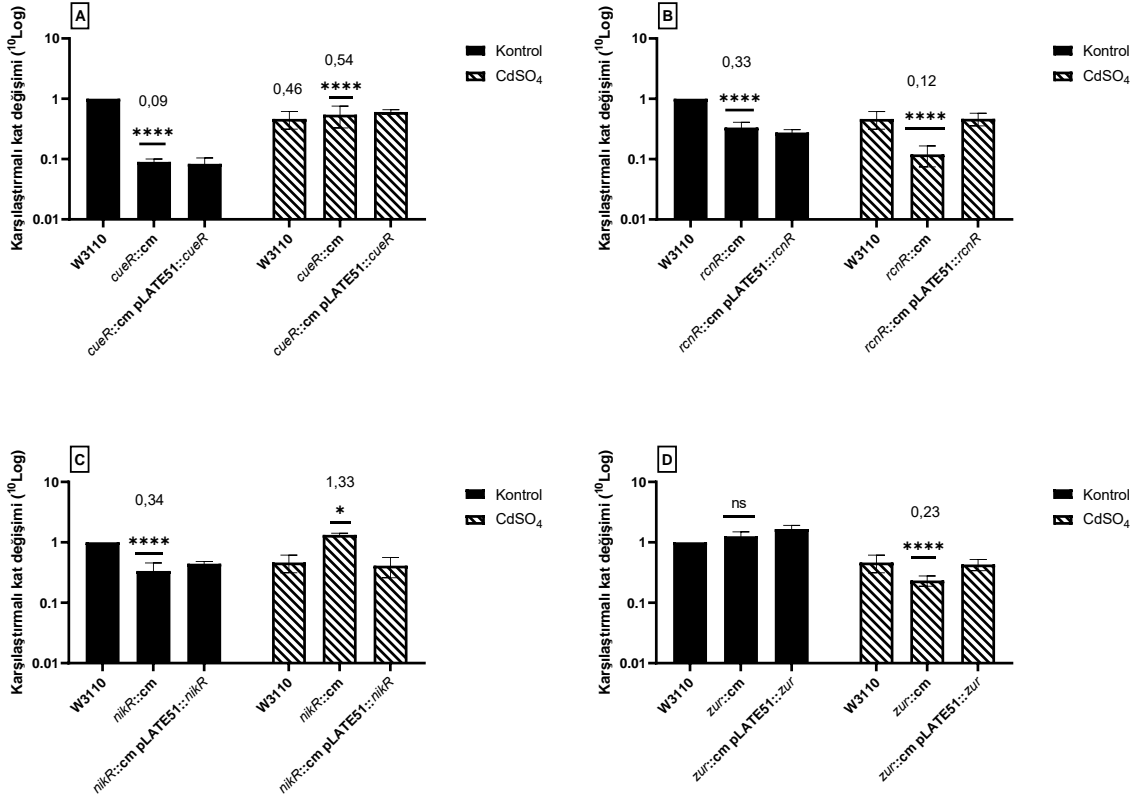 A
Karşılaştırmalı kat değişimi (¹⁰Log)
10
1
0.1
0.01
0,09
****
0,46
0,54
****
W3110
cueR::cm
cueR::cm pLATE51::cueR
W3110
cueR::cm
cueR::cm pLATE51::cueR
Kontrol
CdSO₄
B
Karşılaştırmalı kat değişimi (¹⁰Log)
10
1
0.1
0.01
0,33
****
0,12
****
W3110
rcnR::cm
rcnR::cm pLATE51::rcnR
W3110
rcnR::cm
rcnR::cm pLATE51::rcnR
Kontrol
CdSO₄
C
Karşılaştırmalı kat değişimi (¹⁰Log)
10
1
0.1
0.01
0,34
****
1,33
*
W3110
nikR::cm
nikR::cm pLATE51::nikR
W3110
nikR::cm
nikR::cm pLATE51::nikR
Kontrol
CdSO₄
D
Karşılaştırmalı kat değişimi (¹⁰Log)
10
1
0.1
0.01
ns
0,23
****
W3110
zur::cm
zur::cm pLATE51::zur
W3110
zur::cm
zur::cm pLATE51::zur
Kontrol
CdSO₄